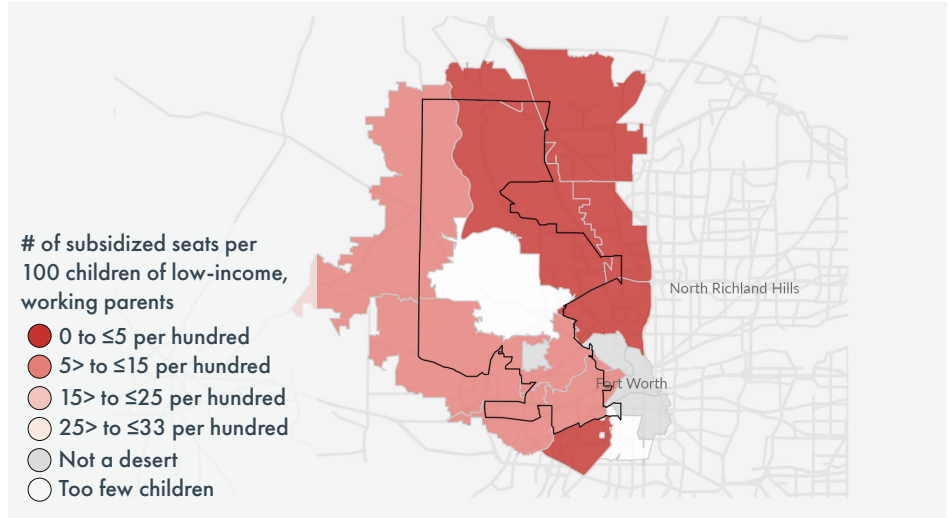 # of subsidized seats per
100 children of low-income,
working parents
0 to ≤5 per hundred
5> to ≤15 per hundred
15> to ≤25 per hundred
25> to ≤33 per hundred
Not a desert
Too few children
North Richland Hills
Fort Worth